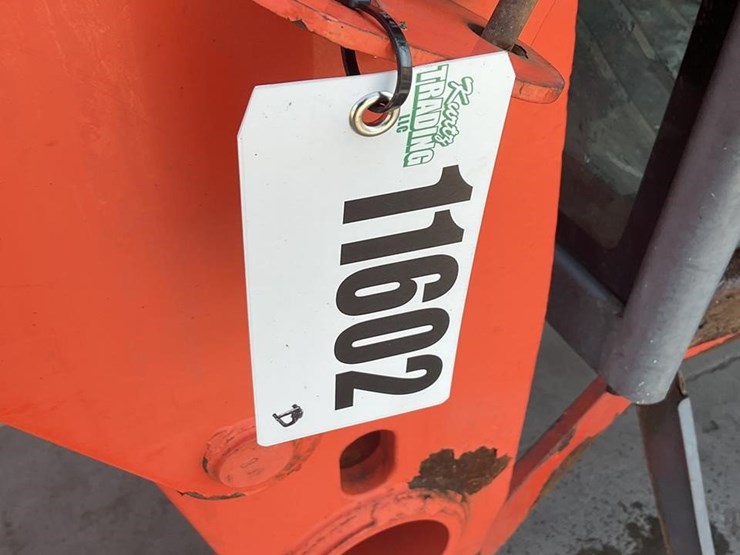 Kurtz
TRADING
LLC
11602